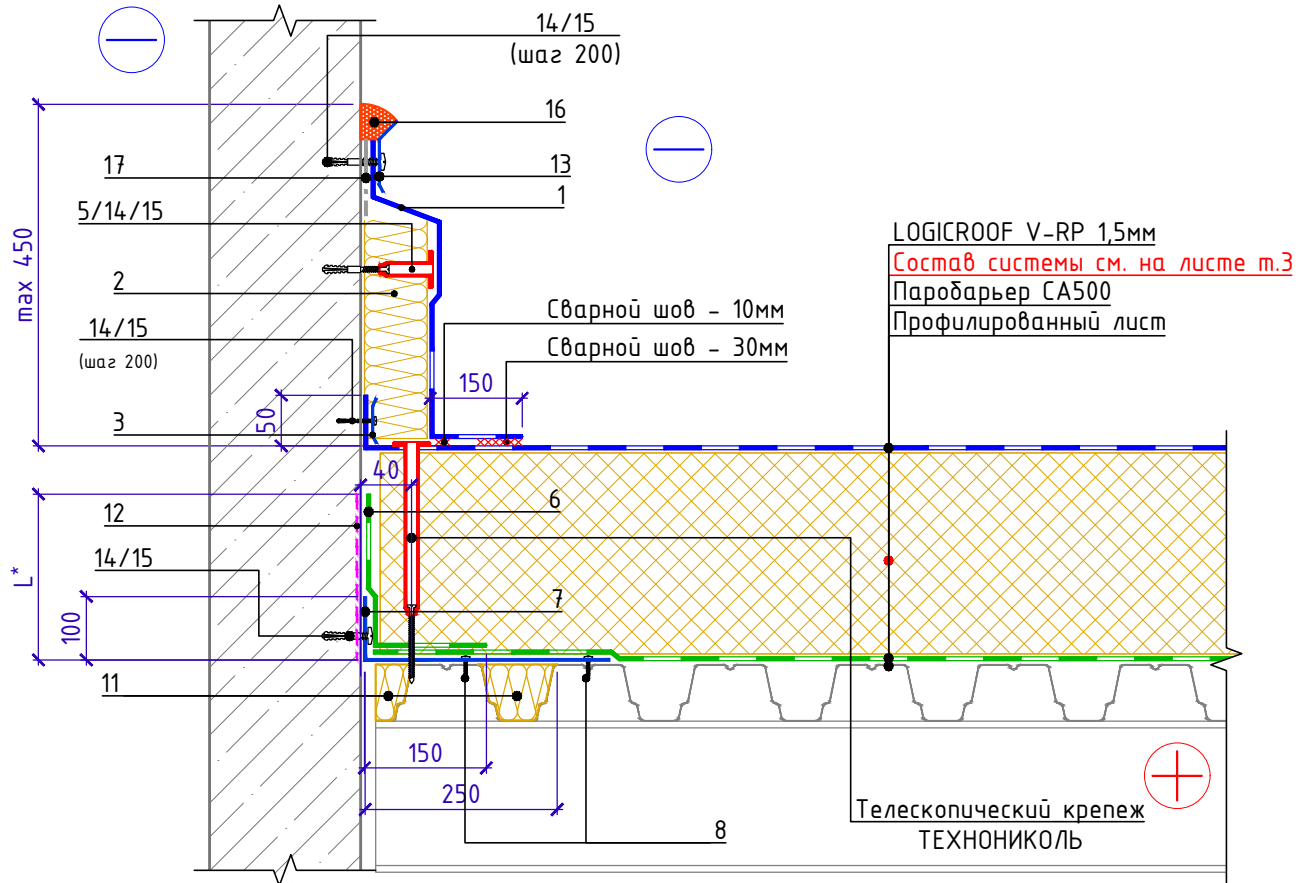 14/15
(шаг 200)
16
17
13
1
5/14/15
max 450
2
LOGICROOF V-RP 1,5мм
Состав системы см. на листе т.3
Паробарьер СА500
Профилированный лист
Сварной шов - 10мм
14/15
(шаг 200)
Сварной шов - 30мм
150
50
3
40
6
12
L*
14/15
7
100
11
150
250
Телескопический крепеж
ТЕХНОНИКОЛЬ
8